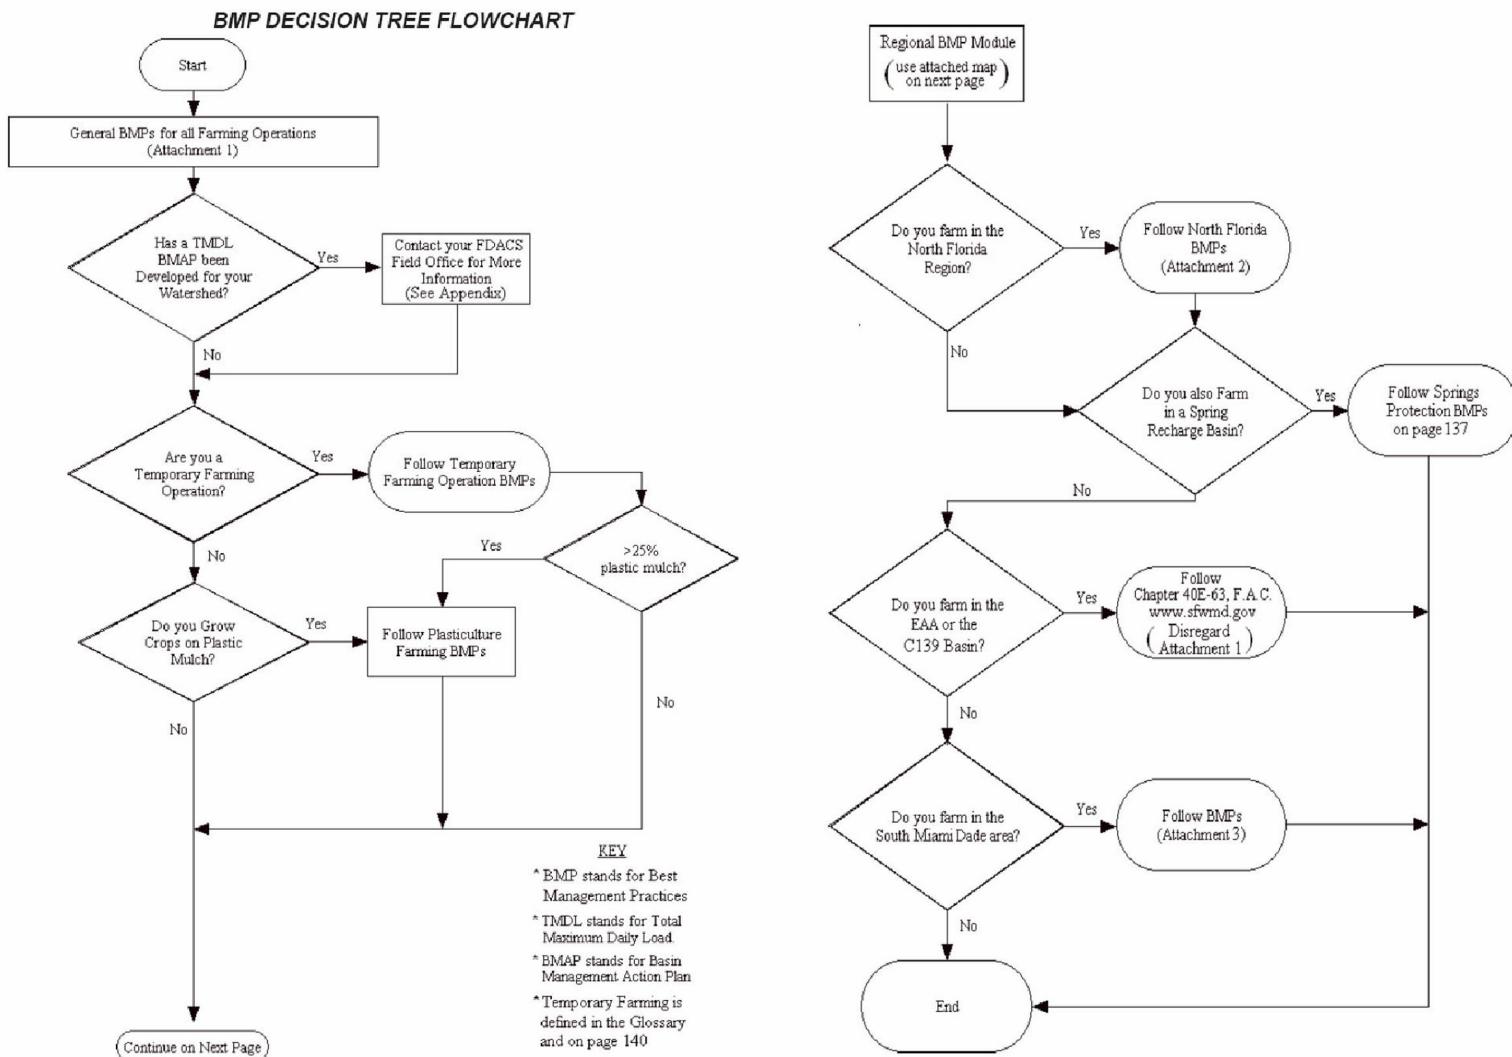 BMP DECISION TREE FLOWCHART
Start
General BMPs for all Farming Operations
(Attachment 1)
Has a TMDL
BMAP been
Developed for your
Watershed?
Yes
Contact your FDACS
Field Office for More
Information
(See Appendix)
No
Are you a
Temporary Farming
Operation?
Yes
Follow Temporary
Farming Operation BMPs
No
>25%
plastic mulch?
Yes
No
Do you Grow
Crops on Plastic
Mulch?
Yes
Follow Plasticulture
Farming BMPs
No
KEY
* BMP stands for Best
Management Practices
* TMDL stands for Total
Maximum Daily Load.
* BMAP stands for Basin
Management Action Plan
* Temporary Farming is
defined in the Glossary
and on page 140
Continue on Next Page
Regional BMP Module
(use attached map
on next page)
Do you farm in the
North Florida
Region?
Yes
Follow North Florida
BMPs
(Attachment 2)
No
Do you also Farm
in a Spring
Recharge Basin?
Yes
Follow Springs
Protection BMPs
on page 137
No
Do you farm in the
EAA or the
C139 Basin?
Yes
Follow
Chapter 40E-63, F.A.C.
www.sfwmd.gov
(Disregard
Attachment 1)
No
Do you farm in the
South Miami Dade area?
Yes
Follow BMPs
(Attachment 3)
No
End